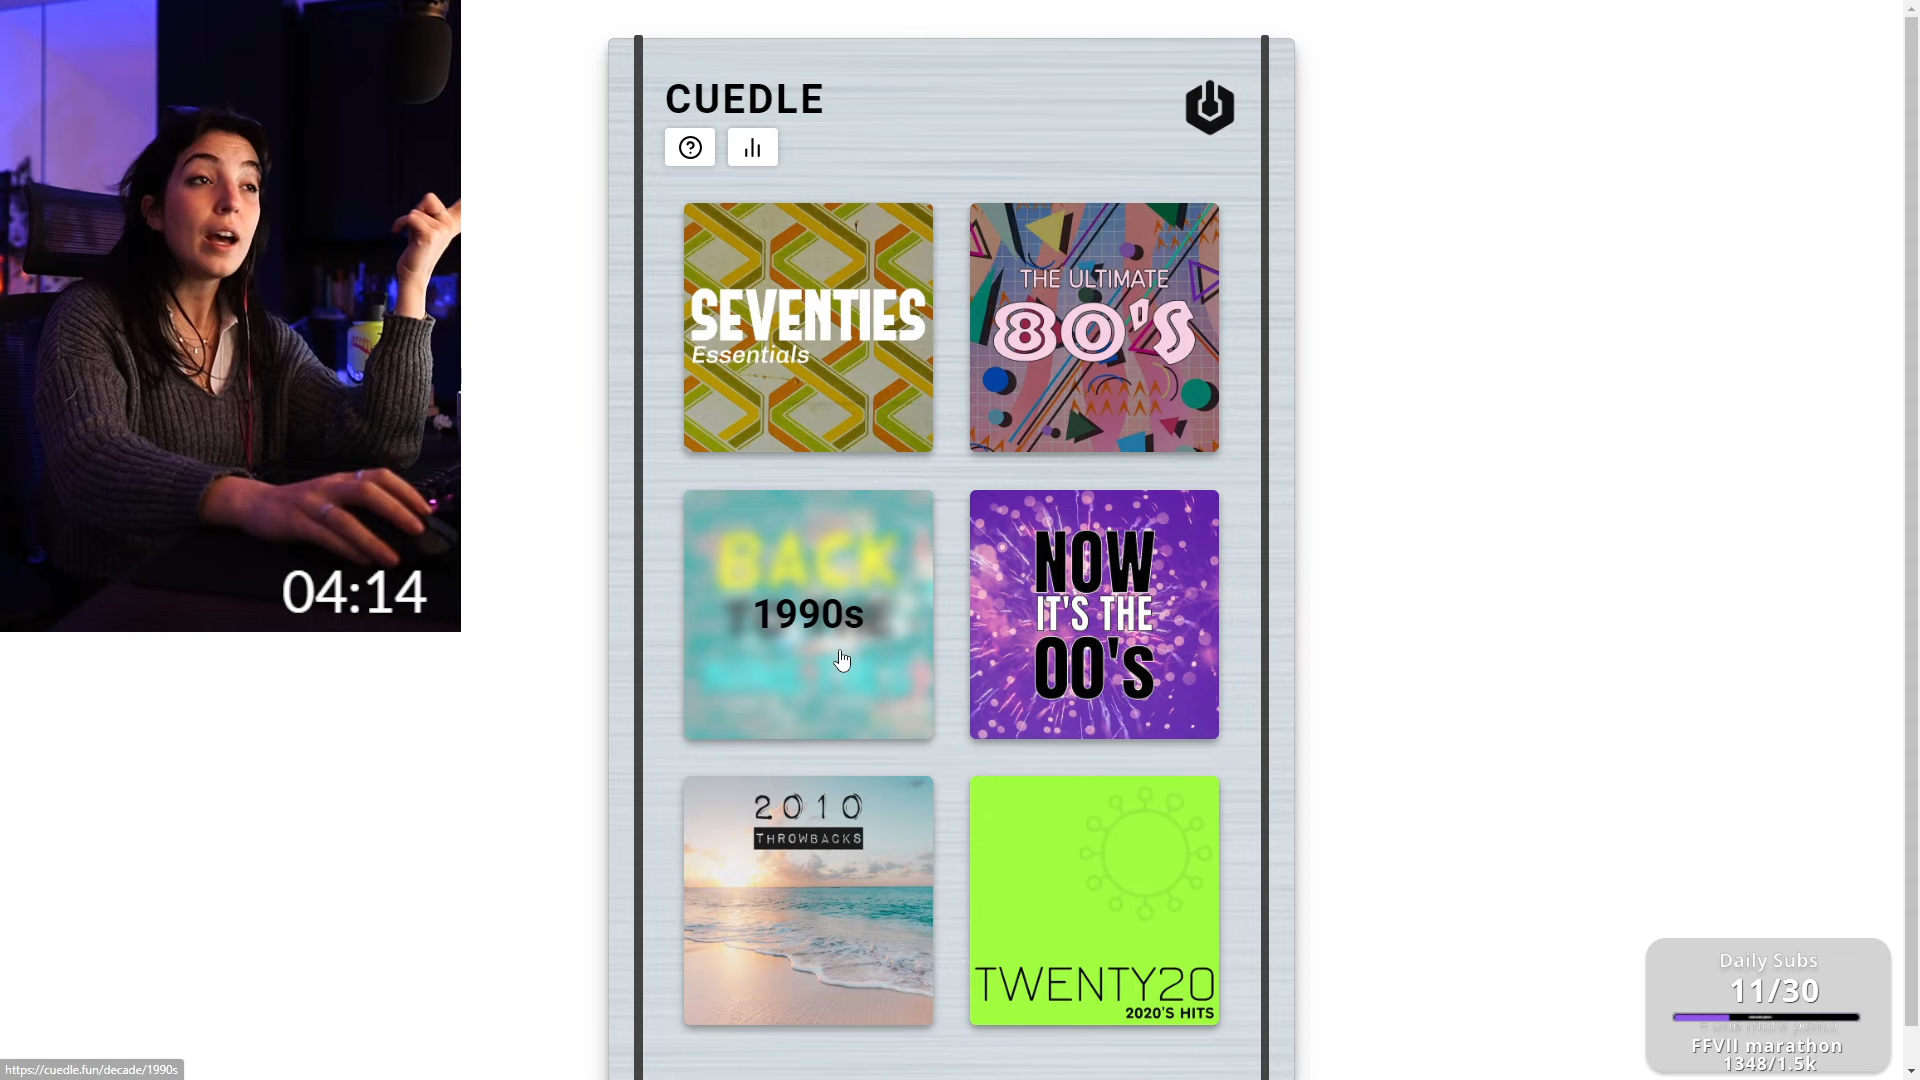 CUEDLE
SEVENTIES
Essentials
THE ULTIMATE
80'S
BACK
1990s
NOW
IT'S THE
00'S
2010
THROWBACKS
TWENTY20
2020'S HITS
04:14
Daily Subs
11/30
FFVII marathon
1348/1.5k
https://cuedle.fun/decade/1990s